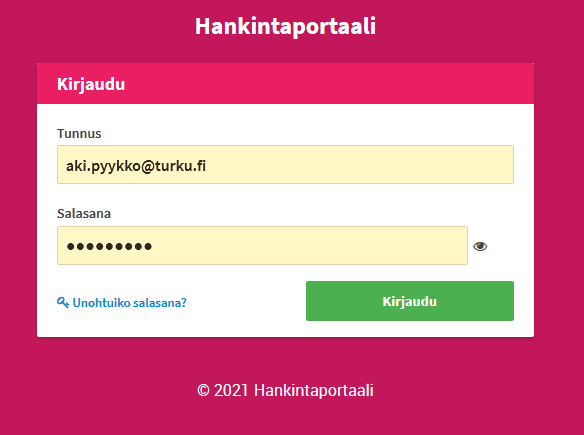 Hankintaportaali
Kirjaudu
Tunnus
aki.pyykko@turku.fi
Salasana
●●●●●●●●●
Unohtuiko salasana?
Kirjaudu
© 2021 Hankintaportaali